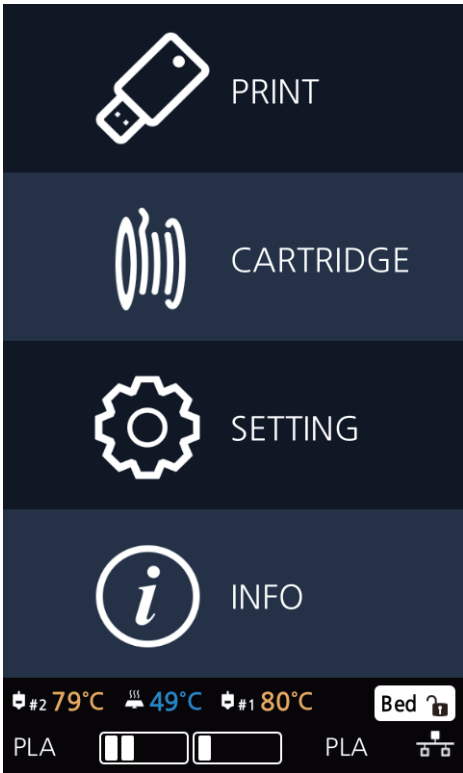 PRINT
CARTRIDGE
SETTING
i INFO
#2 79°C 49°C #1 80°C Bed
PLA PLA